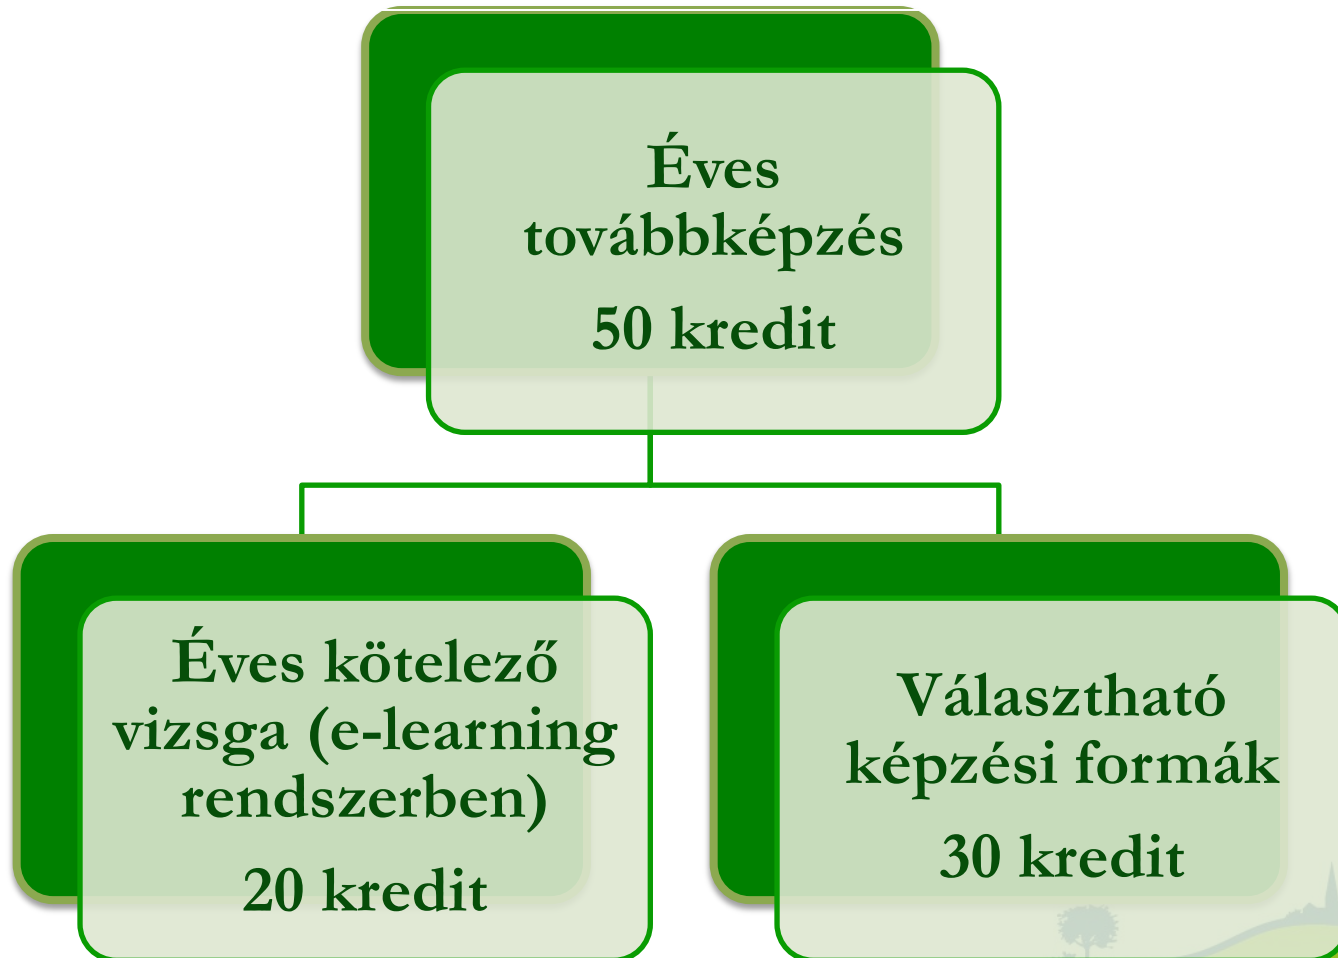 Éves
továbbképzés
50 kredit
Éves kötelező
vizsga (e-learning
rendszerben)
20 kredit
Választható
képzési formák
30 kredit